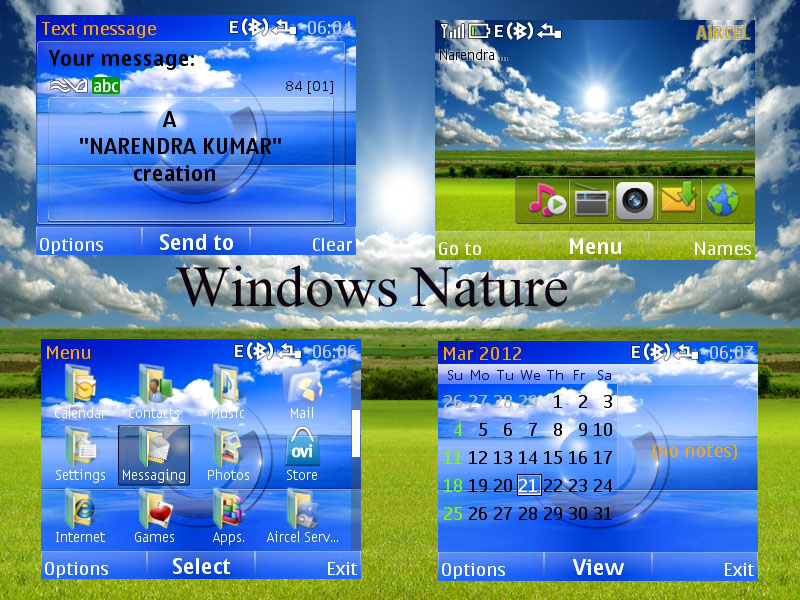 Text message E 06:04
Your message:
abc 84 [01]
A
"NARENDRA KUMAR"
creation
Options Send to Clear
E AIRCEL
Narendra ...
Go to Menu Names
Windows Nature
Menu E 06:06
Calendar Contacts Music Mail
Settings Messaging Photos ovi Store
Internet Games Apps. Aircel Serv...
Options Select Exit
Mar 2012 E 06:07
Su Mo Tu We Th Fr Sa
26 27 28 29 1 2 3
4 5 6 7 8 9 10
11 12 13 14 15 16 17
(no notes)
18 19 20 21 22 23 24
25 26 27 28 29 30 31
Options View Exit